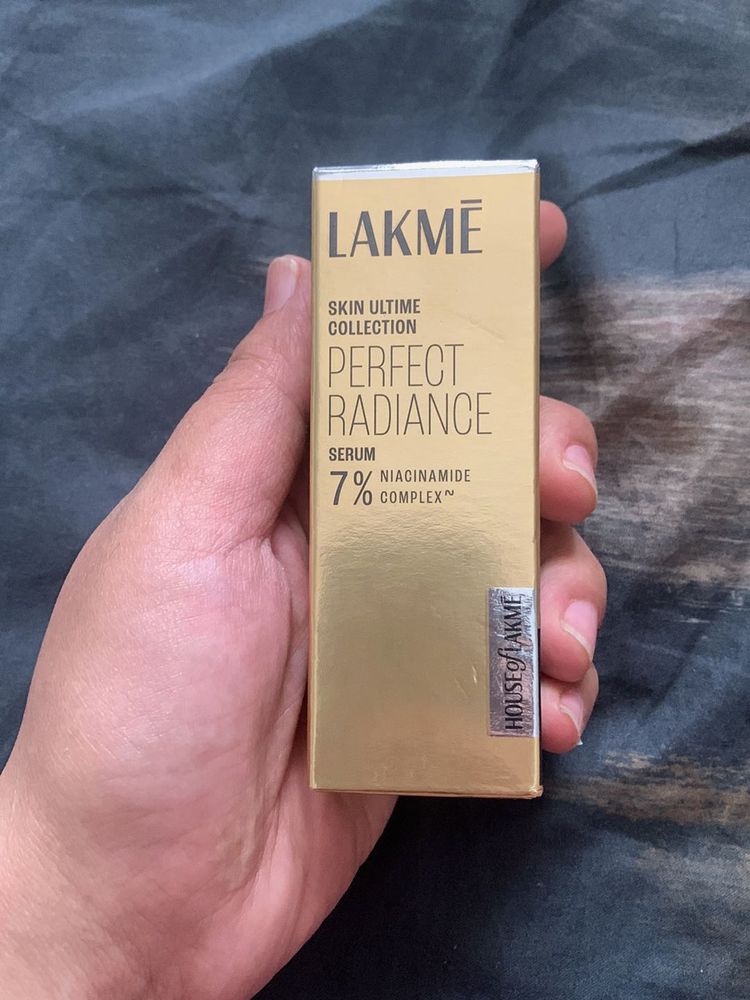 LAKMĒ
SKIN ULTIME
COLLECTION
PERFECT
RADIANCE
SERUM
7% NIACINAMIDE
COMPLEX~
HOUSE of LAKMĒ